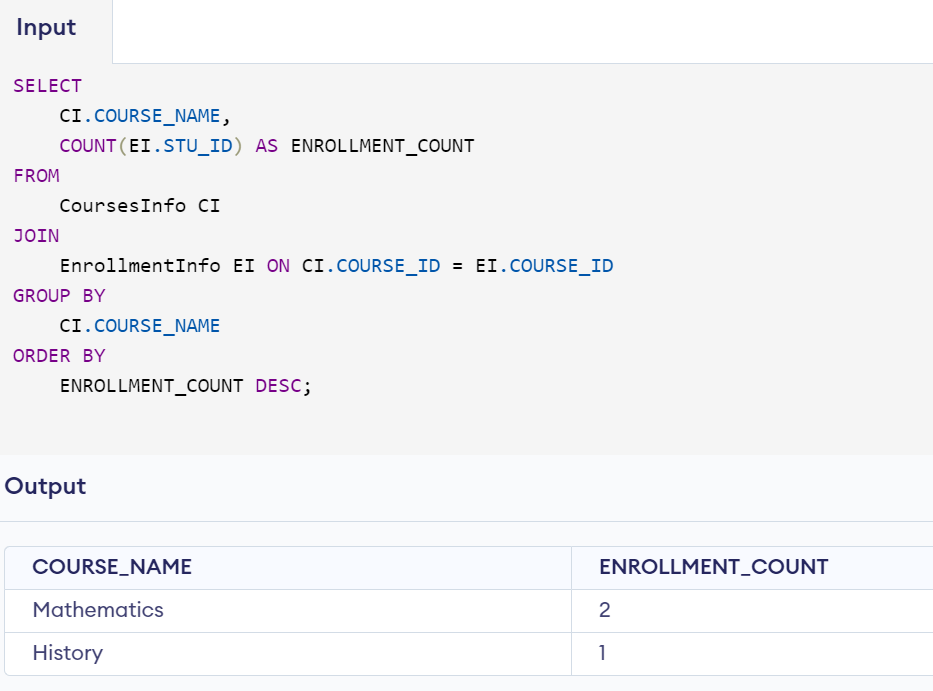 Input
SELECT
    CI.COURSE_NAME,
    COUNT(EI.STU_ID) AS ENROLLMENT_COUNT
FROM
    CoursesInfo CI
JOIN
    EnrollmentInfo EI ON CI.COURSE_ID = EI.COURSE_ID
GROUP BY
    CI.COURSE_NAME
ORDER BY
    ENROLLMENT_COUNT DESC;
Output
COURSE_NAME ENROLLMENT_COUNT
Mathematics 2
History 1